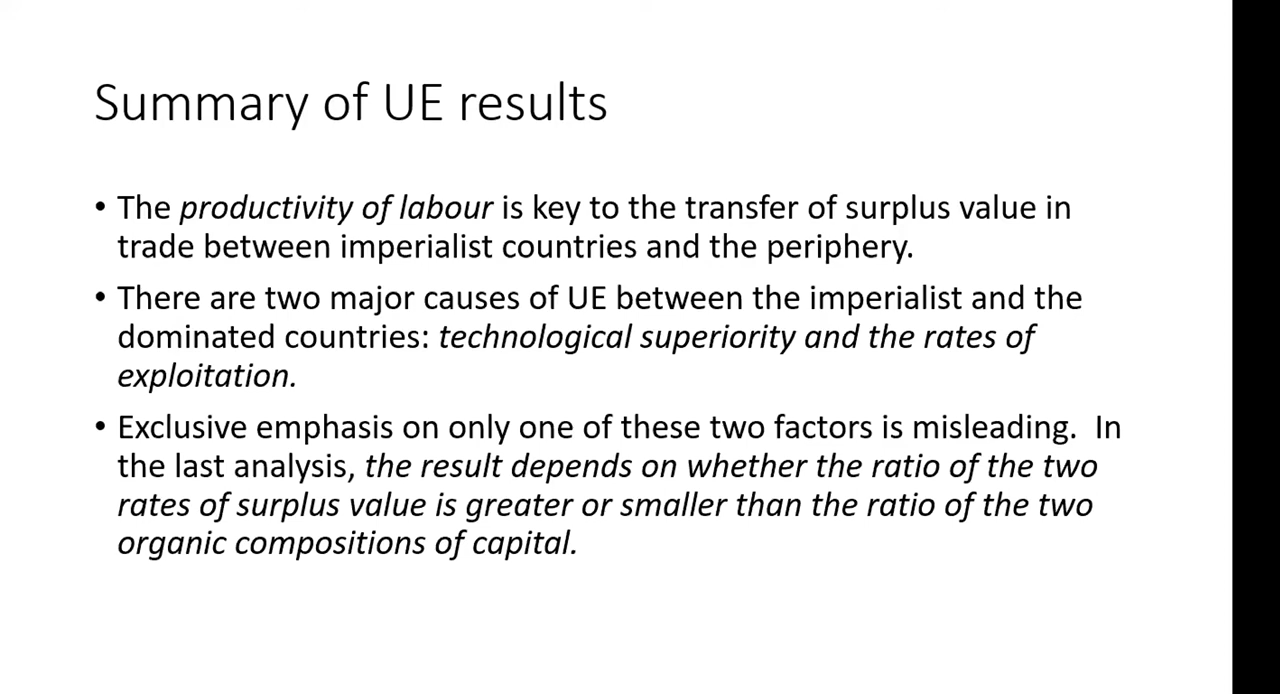 Summary of UE results
• The productivity of labour is key to the transfer of surplus value in
trade between imperialist countries and the periphery.
• There are two major causes of UE between the imperialist and the
dominated countries: technological superiority and the rates of
exploitation.
• Exclusive emphasis on only one of these two factors is misleading.  In
the last analysis, the result depends on whether the ratio of the two
rates of surplus value is greater or smaller than the ratio of the two
organic compositions of capital.